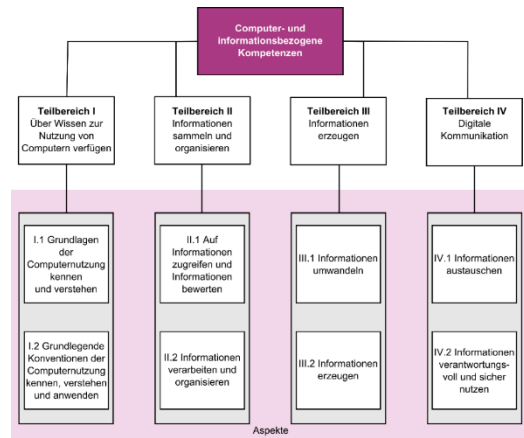 Computer- und
informationsbezogene
Kompetenzen
Teilbereich I
Über Wissen zur
Nutzung von
Computern verfügen
Teilbereich II
Informationen
sammeln und
organisieren
Teilbereich III
Informationen
erzeugen
Teilbereich IV
Digitale
Kommunikation
I.1 Grundlagen
der
Computernutzung
kennen
und verstehen
II.1 Auf
Informationen
zugreifen und
Informationen
bewerten
III.1 Informationen
umwandeln
IV.1 Informationen
austauschen
I.2 Grundlegende
Konventionen der
Computernutzung
kennen, verstehen
und anwenden
II.2 Informationen
verarbeiten und
organisieren
III.2 Informationen
erzeugen
IV.2 Informationen
verantwortungs-
voll und sicher
nutzen
Aspekte